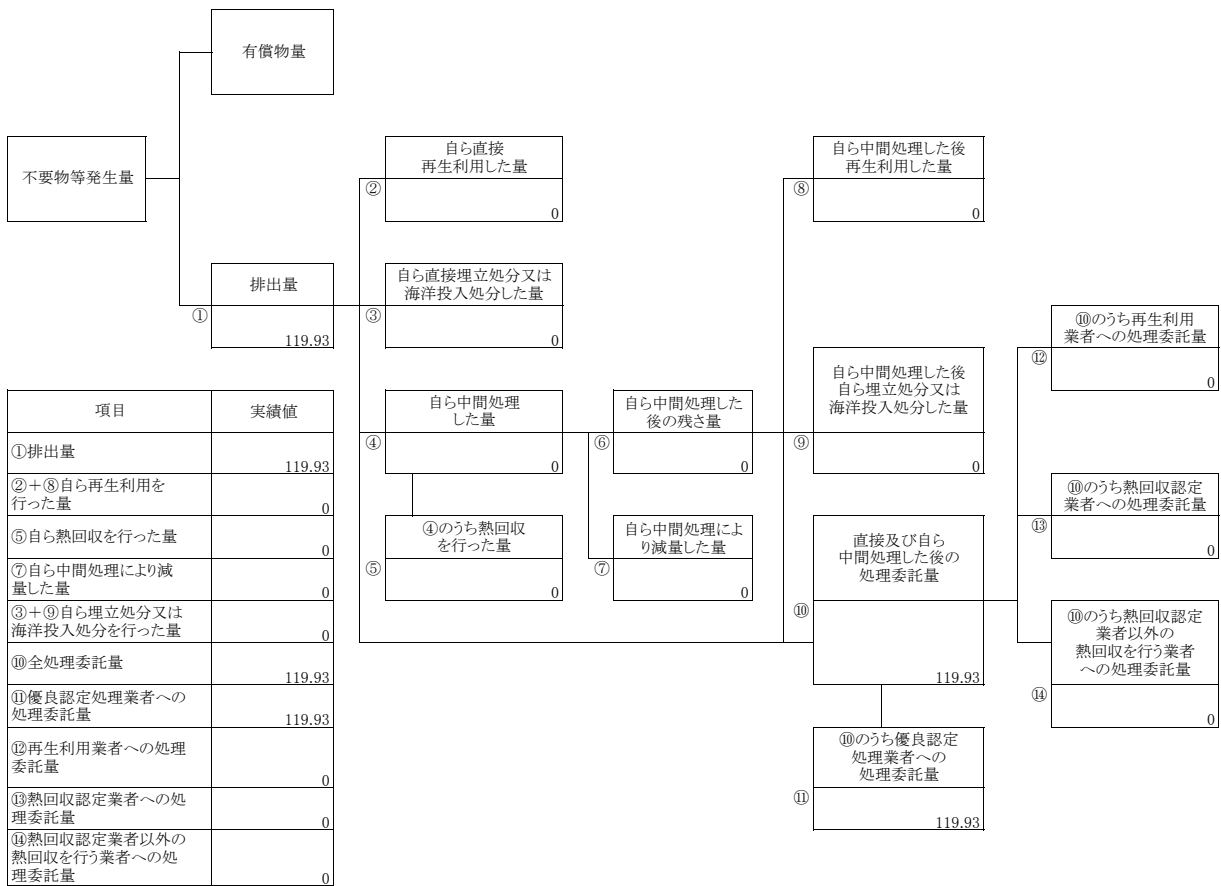 有償物量
不要物等発生量
排出量
①
119.93
自ら直接
再生利用した量
②
0
自ら直接埋立処分又は
海洋投入処分した量
③
0
自ら中間処理
した量
④
0
④のうち熱回収
を行った量
⑤
0
自ら中間処理した
後の残さ量
⑥
0
自ら中間処理によ
り減量した量
⑦
0
自ら中間処理した後
再生利用した量
⑧
0
自ら中間処理した後
自ら埋立処分又は
海洋投入処分した量
⑨
0
直接及び自ら
中間処理した後の
処理委託量
⑩
119.93
⑩のうち優良認定
処理業者への
処理委託量
⑪
119.93
⑩のうち再生利用
業者への処理委託量
⑫
0
⑩のうち熱回収認定
業者への処理委託量
⑬
0
⑩のうち熱回収認定
業者以外の
熱回収を行う業者
への処理委託量
⑭
0
項目 実績値
①排出量
119.93
②＋⑧自ら再生利用を
行った量
0
⑤自ら熱回収を行った量
0
⑦自ら中間処理により減
量した量
0
③＋⑨自ら埋立処分又は
海洋投入処分を行った量
0
⑩全処理委託量
119.93
⑪優良認定処理業者への
処理委託量
119.93
⑫再生利用業者への処理
委託量
0
⑬熱回収認定業者への処
理委託量
0
⑭熱回収認定業者以外の
熱回収を行う業者への処
理委託量
0